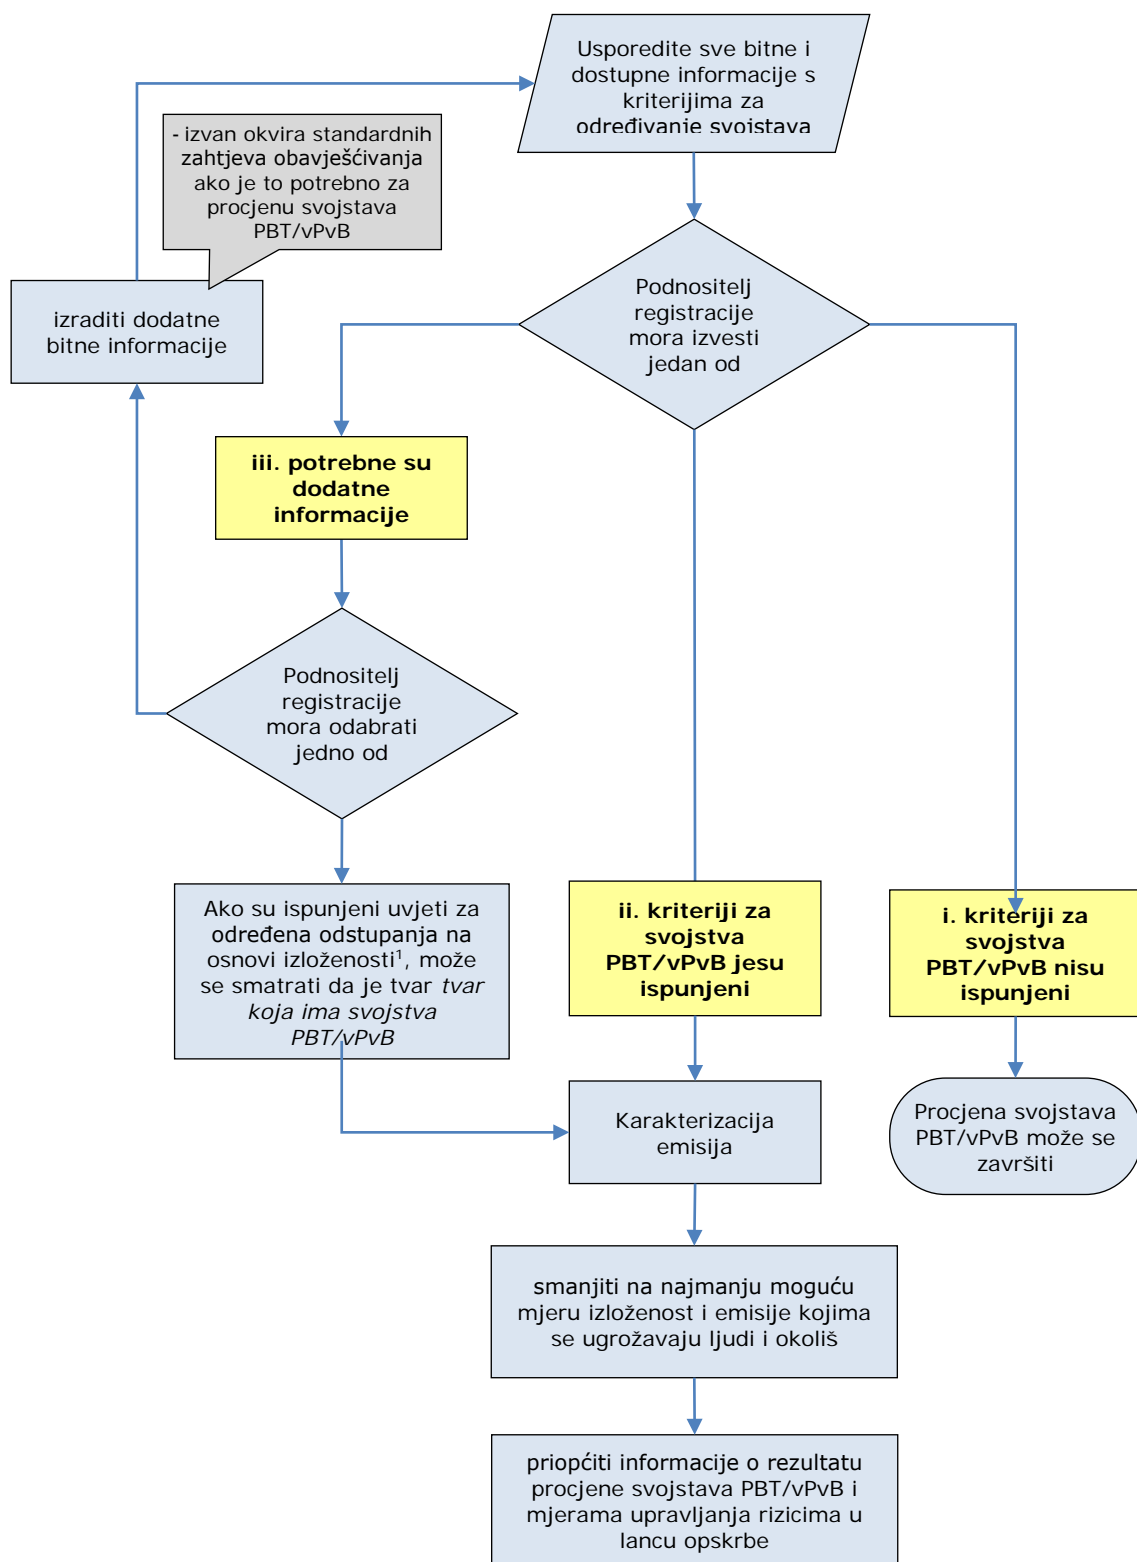 Usporedite sve bitne i
dostupne informacije s
kriterijima za
određivanje svojstava
- izvan okvira standardnih
zahtjeva obavješćivanja
ako je to potrebno za
procjenu svojstava
PBT/vPvB
izraditi dodatne
bitne informacije
Podnositelj
registracije
mora izvesti
jedan od
iii. potrebne su
dodatne
informacije
Podnositelj
registracije
mora odabrati
jedno od
Ako su ispunjeni uvjeti za
određena odstupanja na
osnovi izloženosti¹, može
se smatrati da je tvar tvar
koja ima svojstva
PBT/vPvB
ii. kriteriji za
svojstva
PBT/vPvB jesu
ispunjeni
i. kriteriji za
svojstva
PBT/vPvB nisu
ispunjeni
Karakterizacija
emisija
Procjena svojstava
PBT/vPvB može se
završiti
smanjiti na najmanju moguću
mjeru izloženost i emisije kojima
se ugrožavaju ljudi i okoliš
priopćiti informacije o rezultatu
procjene svojstava PBT/vPvB i
mjerama upravljanja rizicima u
lancu opskrbe